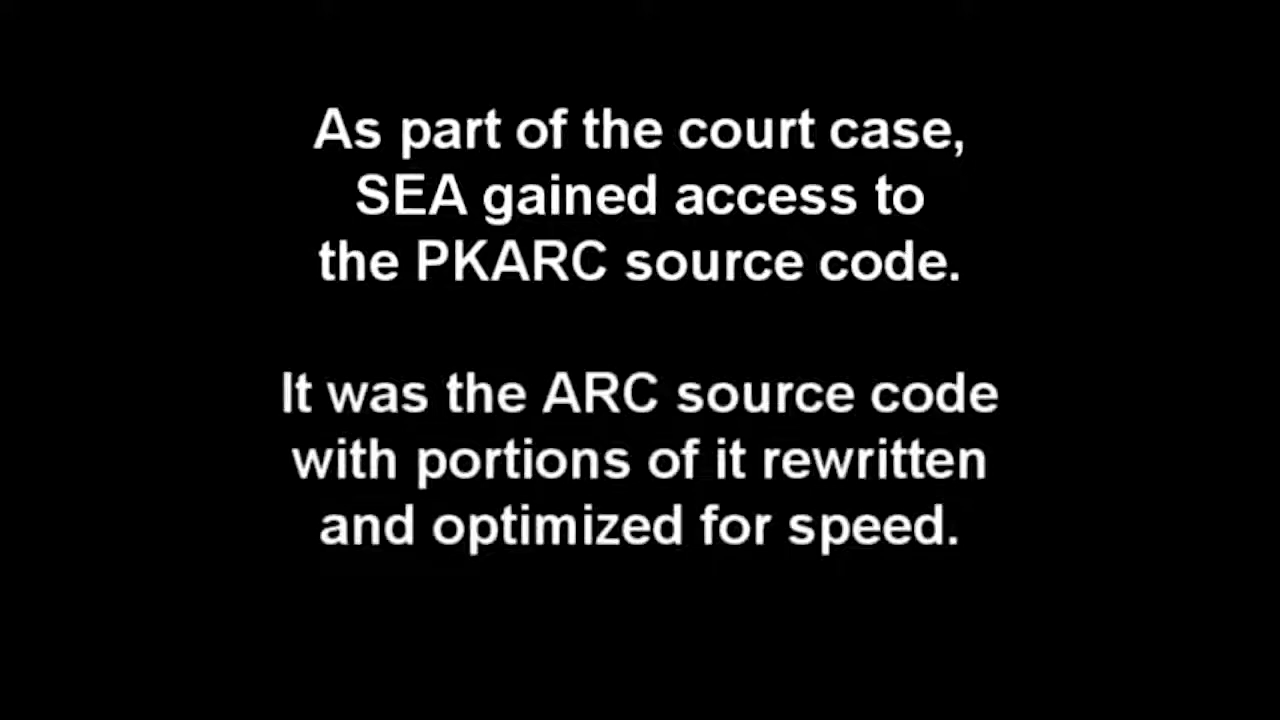 As part of the court case,
SEA gained access to
the PKARC source code.
It was the ARC source code
with portions of it rewritten
and optimized for speed.